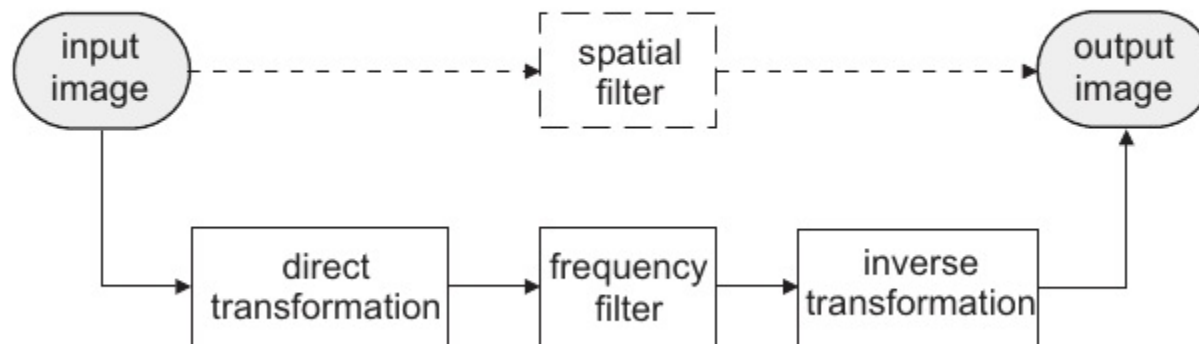 input
image
spatial
filter
output
image
direct
transformation
frequency
filter
inverse
transformation